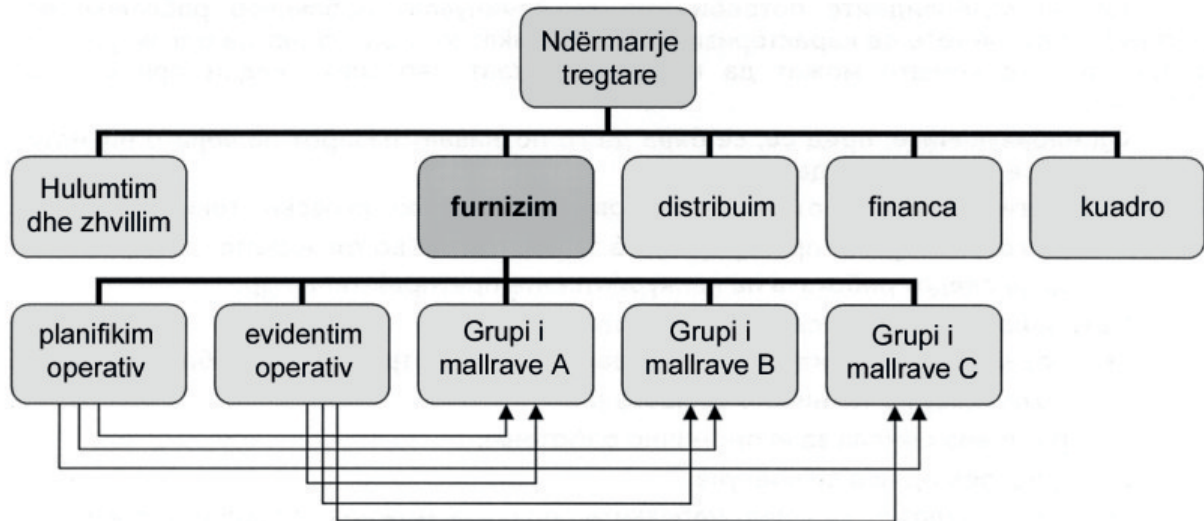 Ndërmarrje
tregtare
Hulumtim
dhe zhvillim
furnizim
distribuim
financa
kuadro
planifikim
operativ
evidentim
operativ
Grupi i
mallrave A
Grupi i
mallrave B
Grupi i
mallrave C